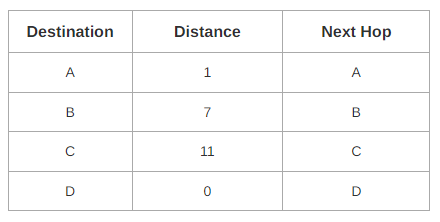 Destination Distance Next Hop
A 1 A
B 7 B
C 11 C
D 0 D